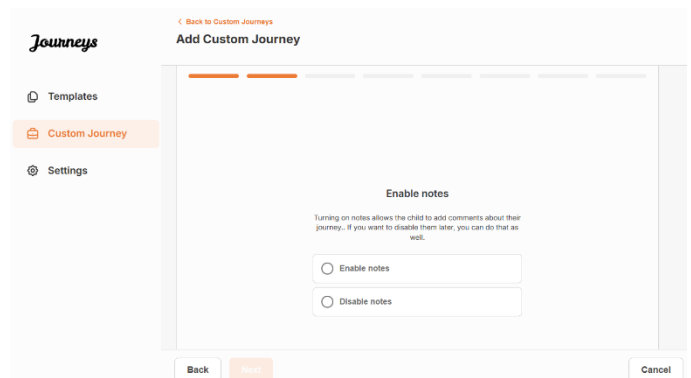 Journeys
Templates
Custom Journey
Settings
< Back to Custom Journeys
Add Custom Journey
Enable notes
Turning on notes allows the child to add comments about their
journey.. If you want to disable them later, you can do that as
well.
Enable notes
Disable notes
Back
Next
Cancel